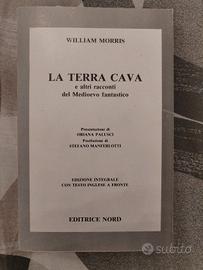 WILLIAM MORRIS
LA TERRA CAVA
e altri racconti
del Medioevo fantastico
Presentazione di
ORIANA PALUSCI
Postfazione di
STEFANO MANFERLOTTI
EDIZIONE INTEGRALE
CON TESTO INGLESE A FRONTE
EDITRICE NORD
subito